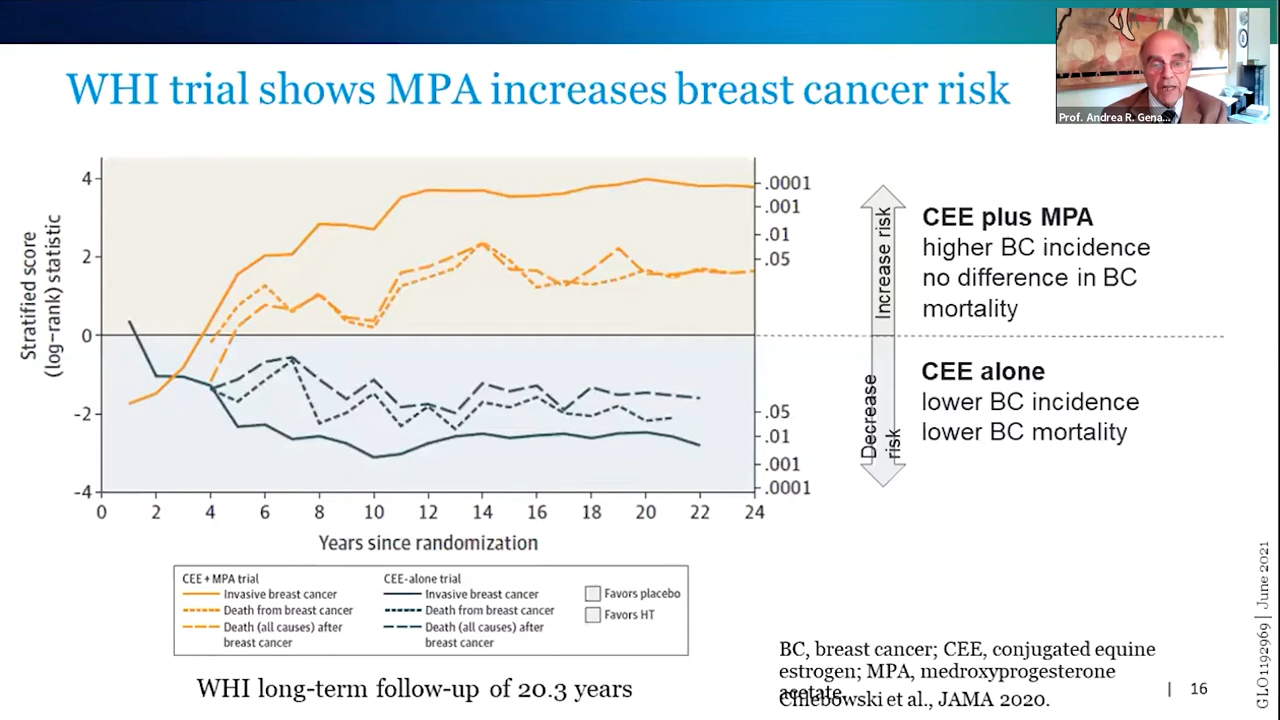 WHI trial shows MPA increases breast cancer risk
Prof. Andrea R. Gena...
4
2
0
-2
-4
Stratified score
(log-rank) statistic
.0001
.001
.01
.05
.05
.01
.001
.0001
0 2 4 6 8 10 12 14 16 18 20 22 24
Years since randomization
Increase risk
Decrease
risk
CEE plus MPA
higher BC incidence
no difference in BC
mortality
CEE alone
lower BC incidence
lower BC mortality
CEE + MPA trial
Invasive breast cancer
Death from breast cancer
Death (all causes) after
breast cancer
CEE-alone trial
Invasive breast cancer
Death from breast cancer
Death (all causes) after
breast cancer
Favors placebo
Favors HT
WHI long-term follow-up of 20.3 years
BC, breast cancer; CEE, conjugated equine
estrogen; MPA, medroxyprogesterone
acetate.
Chlebowski et al., JAMA 2020.
| 16
GLO1192969 | June 2021